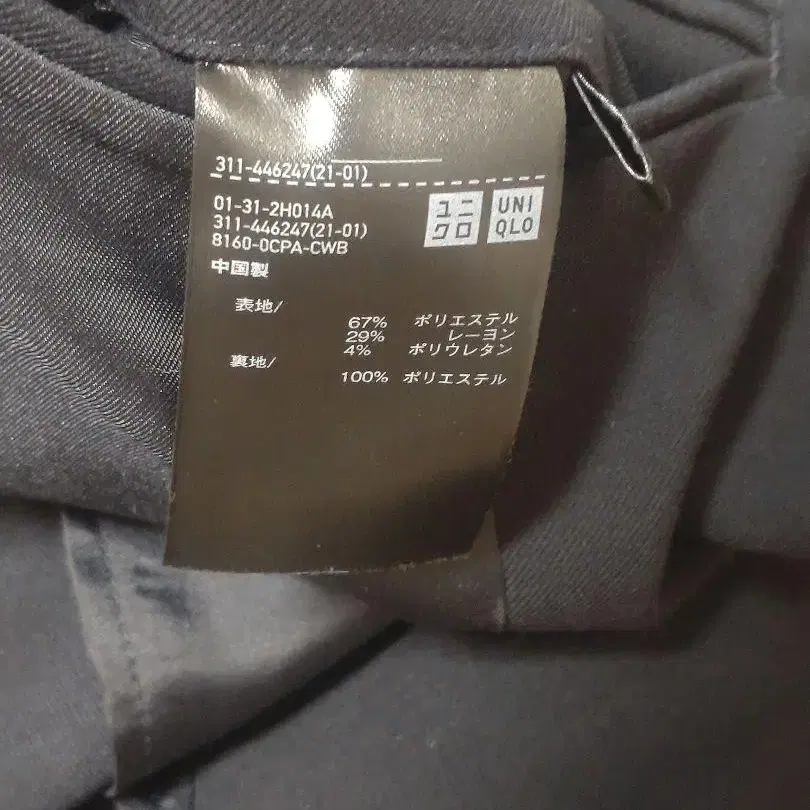 311-446247(21-01)
01-31-2H014A
311-446247(21-01)
8160-0CPA-CWB
中国製
ユニ
クロ
UNI
QLO
表地/
67% ポリエステル
29% レーヨン
4% ポリウレタン
裏地/
100% ポリエステル